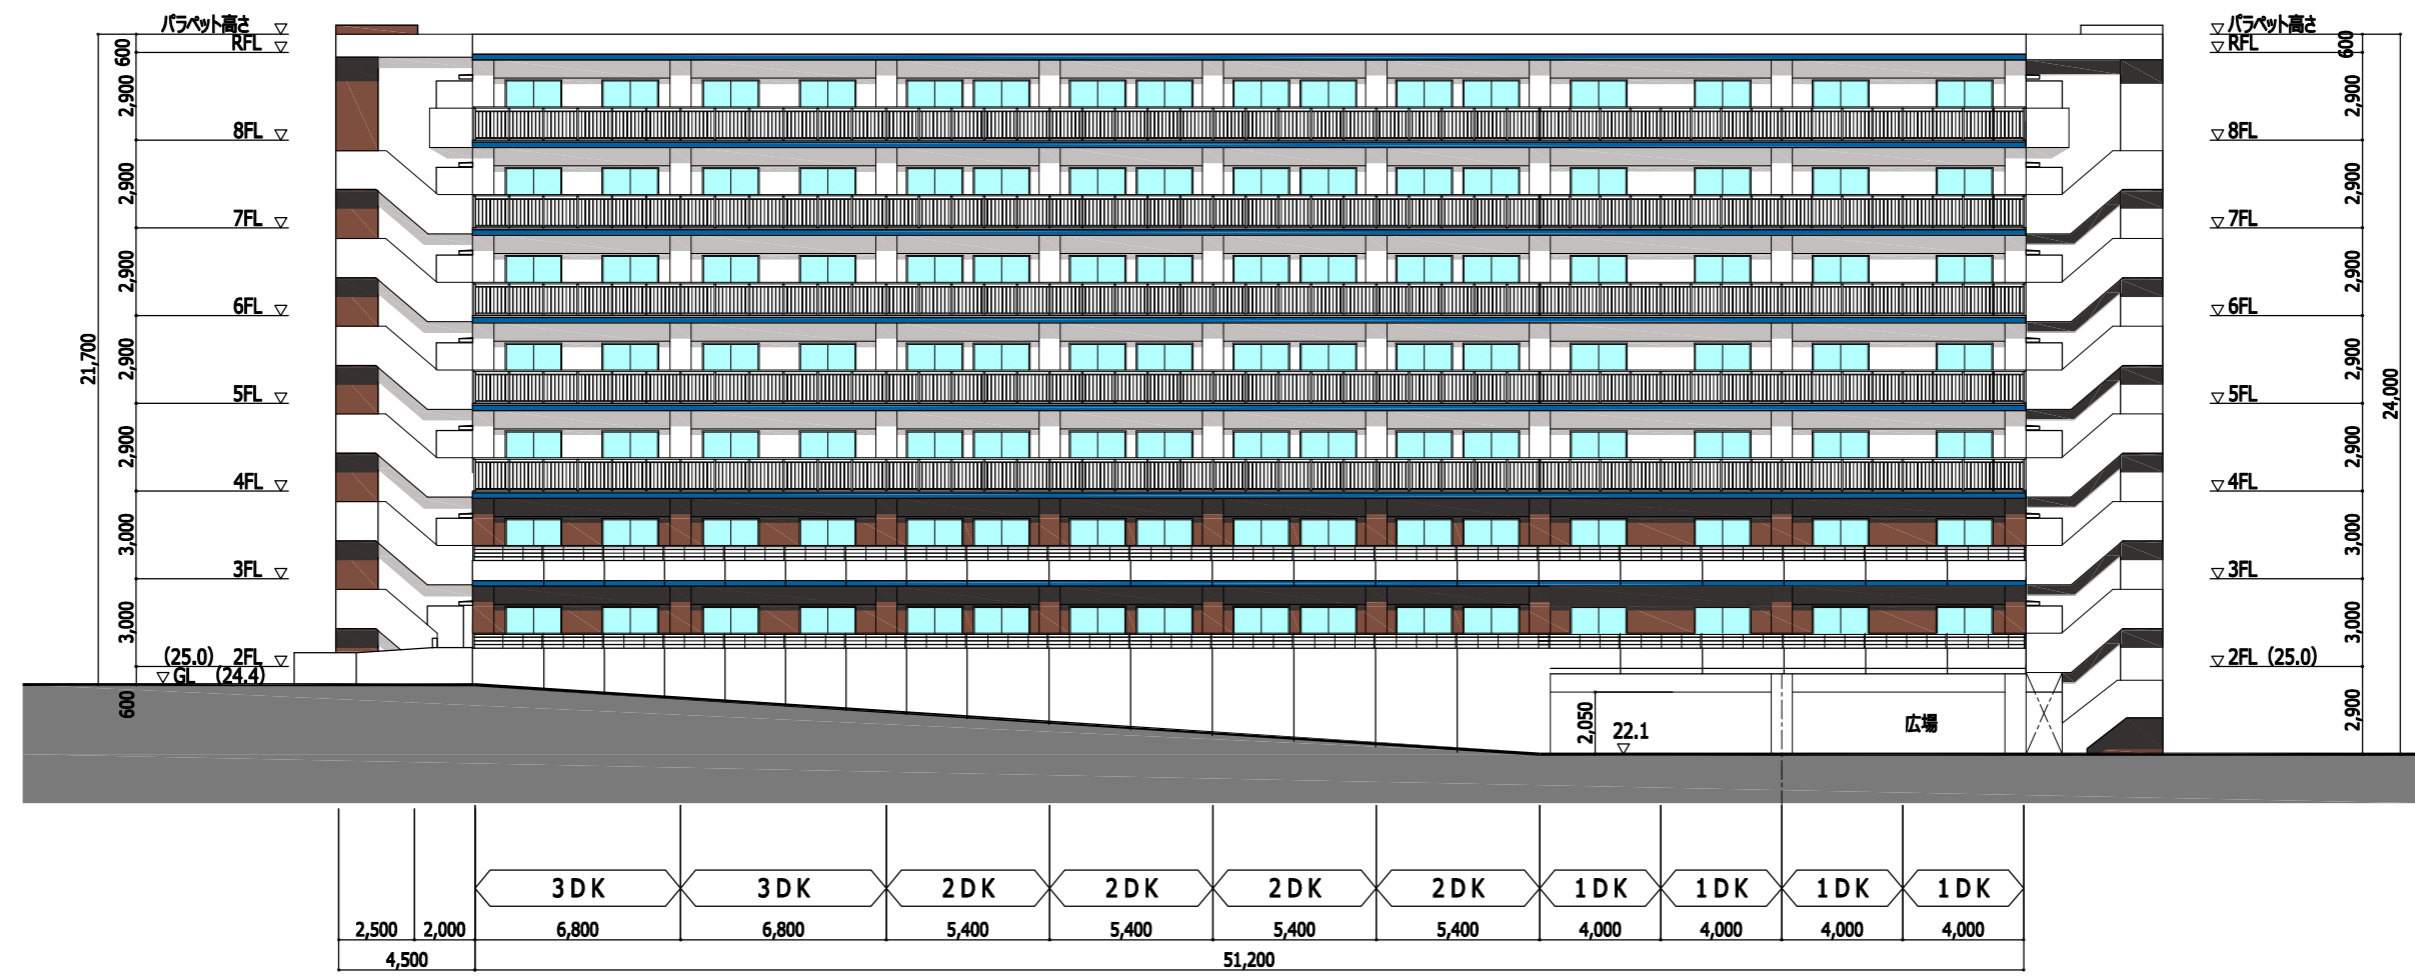 パラペット高さ ▽
RFL ▽
600
2,900
8FL ▽
2,900
7FL ▽
2,900
6FL ▽
21,700
2,900
5FL ▽
2,900
4FL ▽
3,000
3FL ▽
3,000
(25.0) 2FL ▽
▽ GL (24.4)
600
▽ パラペット高さ
▽ RFL
600
2,900
▽ 8FL
2,900
▽ 7FL
2,900
▽ 6FL
2,900
24,000
▽ 5FL
2,900
▽ 4FL
3,000
▽ 3FL
3,000
▽ 2FL (25.0)
2,900
2,050
22.1
▽
広場
3DK 3DK 2DK 2DK 2DK 2DK 1DK 1DK 1DK 1DK
2,500 2,000 6,800 6,800 5,400 5,400 5,400 5,400 4,000 4,000 4,000 4,000
4,500 51,200